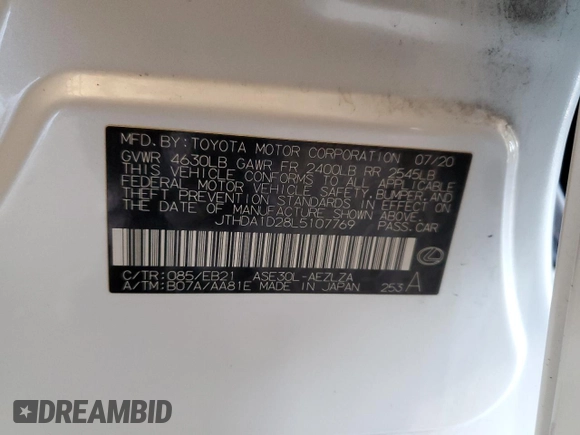 MFD.BY:TOYOTA MOTOR CORPORATION 07/20
GVWR 4630LB GAWR FR 2400LB RR 2545LB
THIS VEHICLE CONFORMS TO ALL APPLICABLE
FEDERAL MOTOR VEHICLE SAFETY, BUMPER, AND
THEFT PREVENTION STANDARDS IN EFFECT ON
THE DATE OF MANUFACTURE SHOWN ABOVE.
JTHDA1D28L5107769 PASS.CAR
C/TR:085/EB21 ASE30L-AEZLZA
A/TM:B07A/AA81E MADE IN JAPAN 253 A
DREAMBID